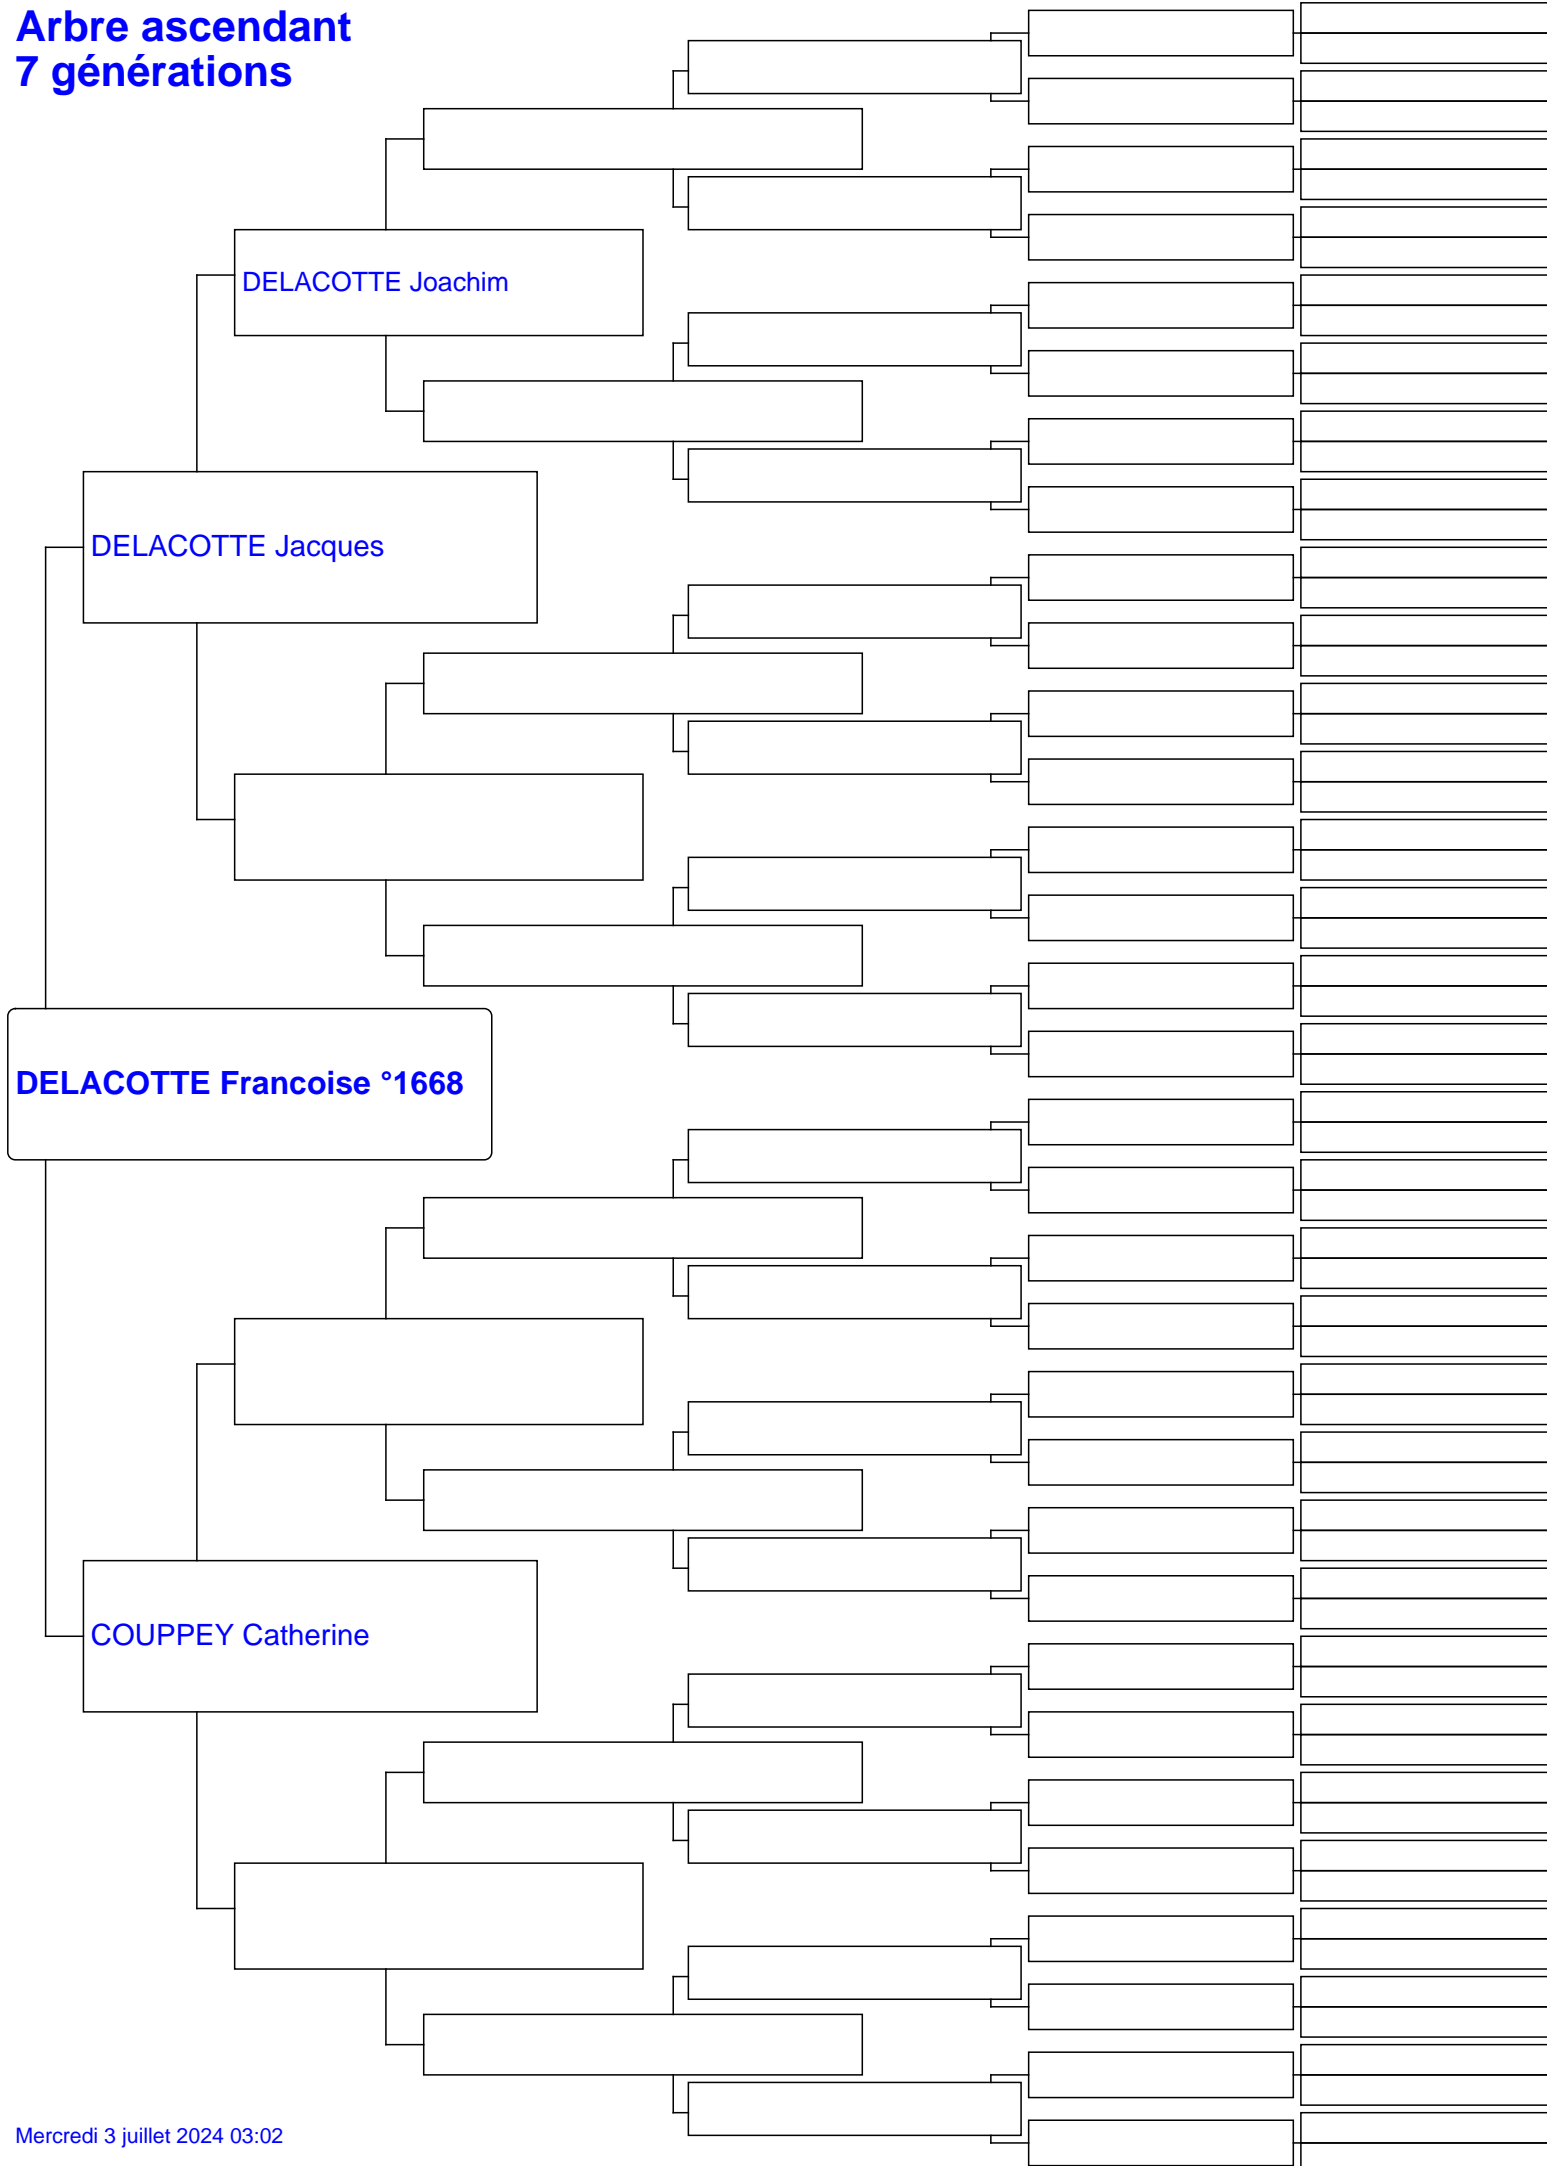 Arbre ascendant
7 générations
DELACOTTE Joachim
DELACOTTE Jacques
DELACOTTE Francoise °1668
COUPPEY Catherine
Mercredi 3 juillet 2024 03:02